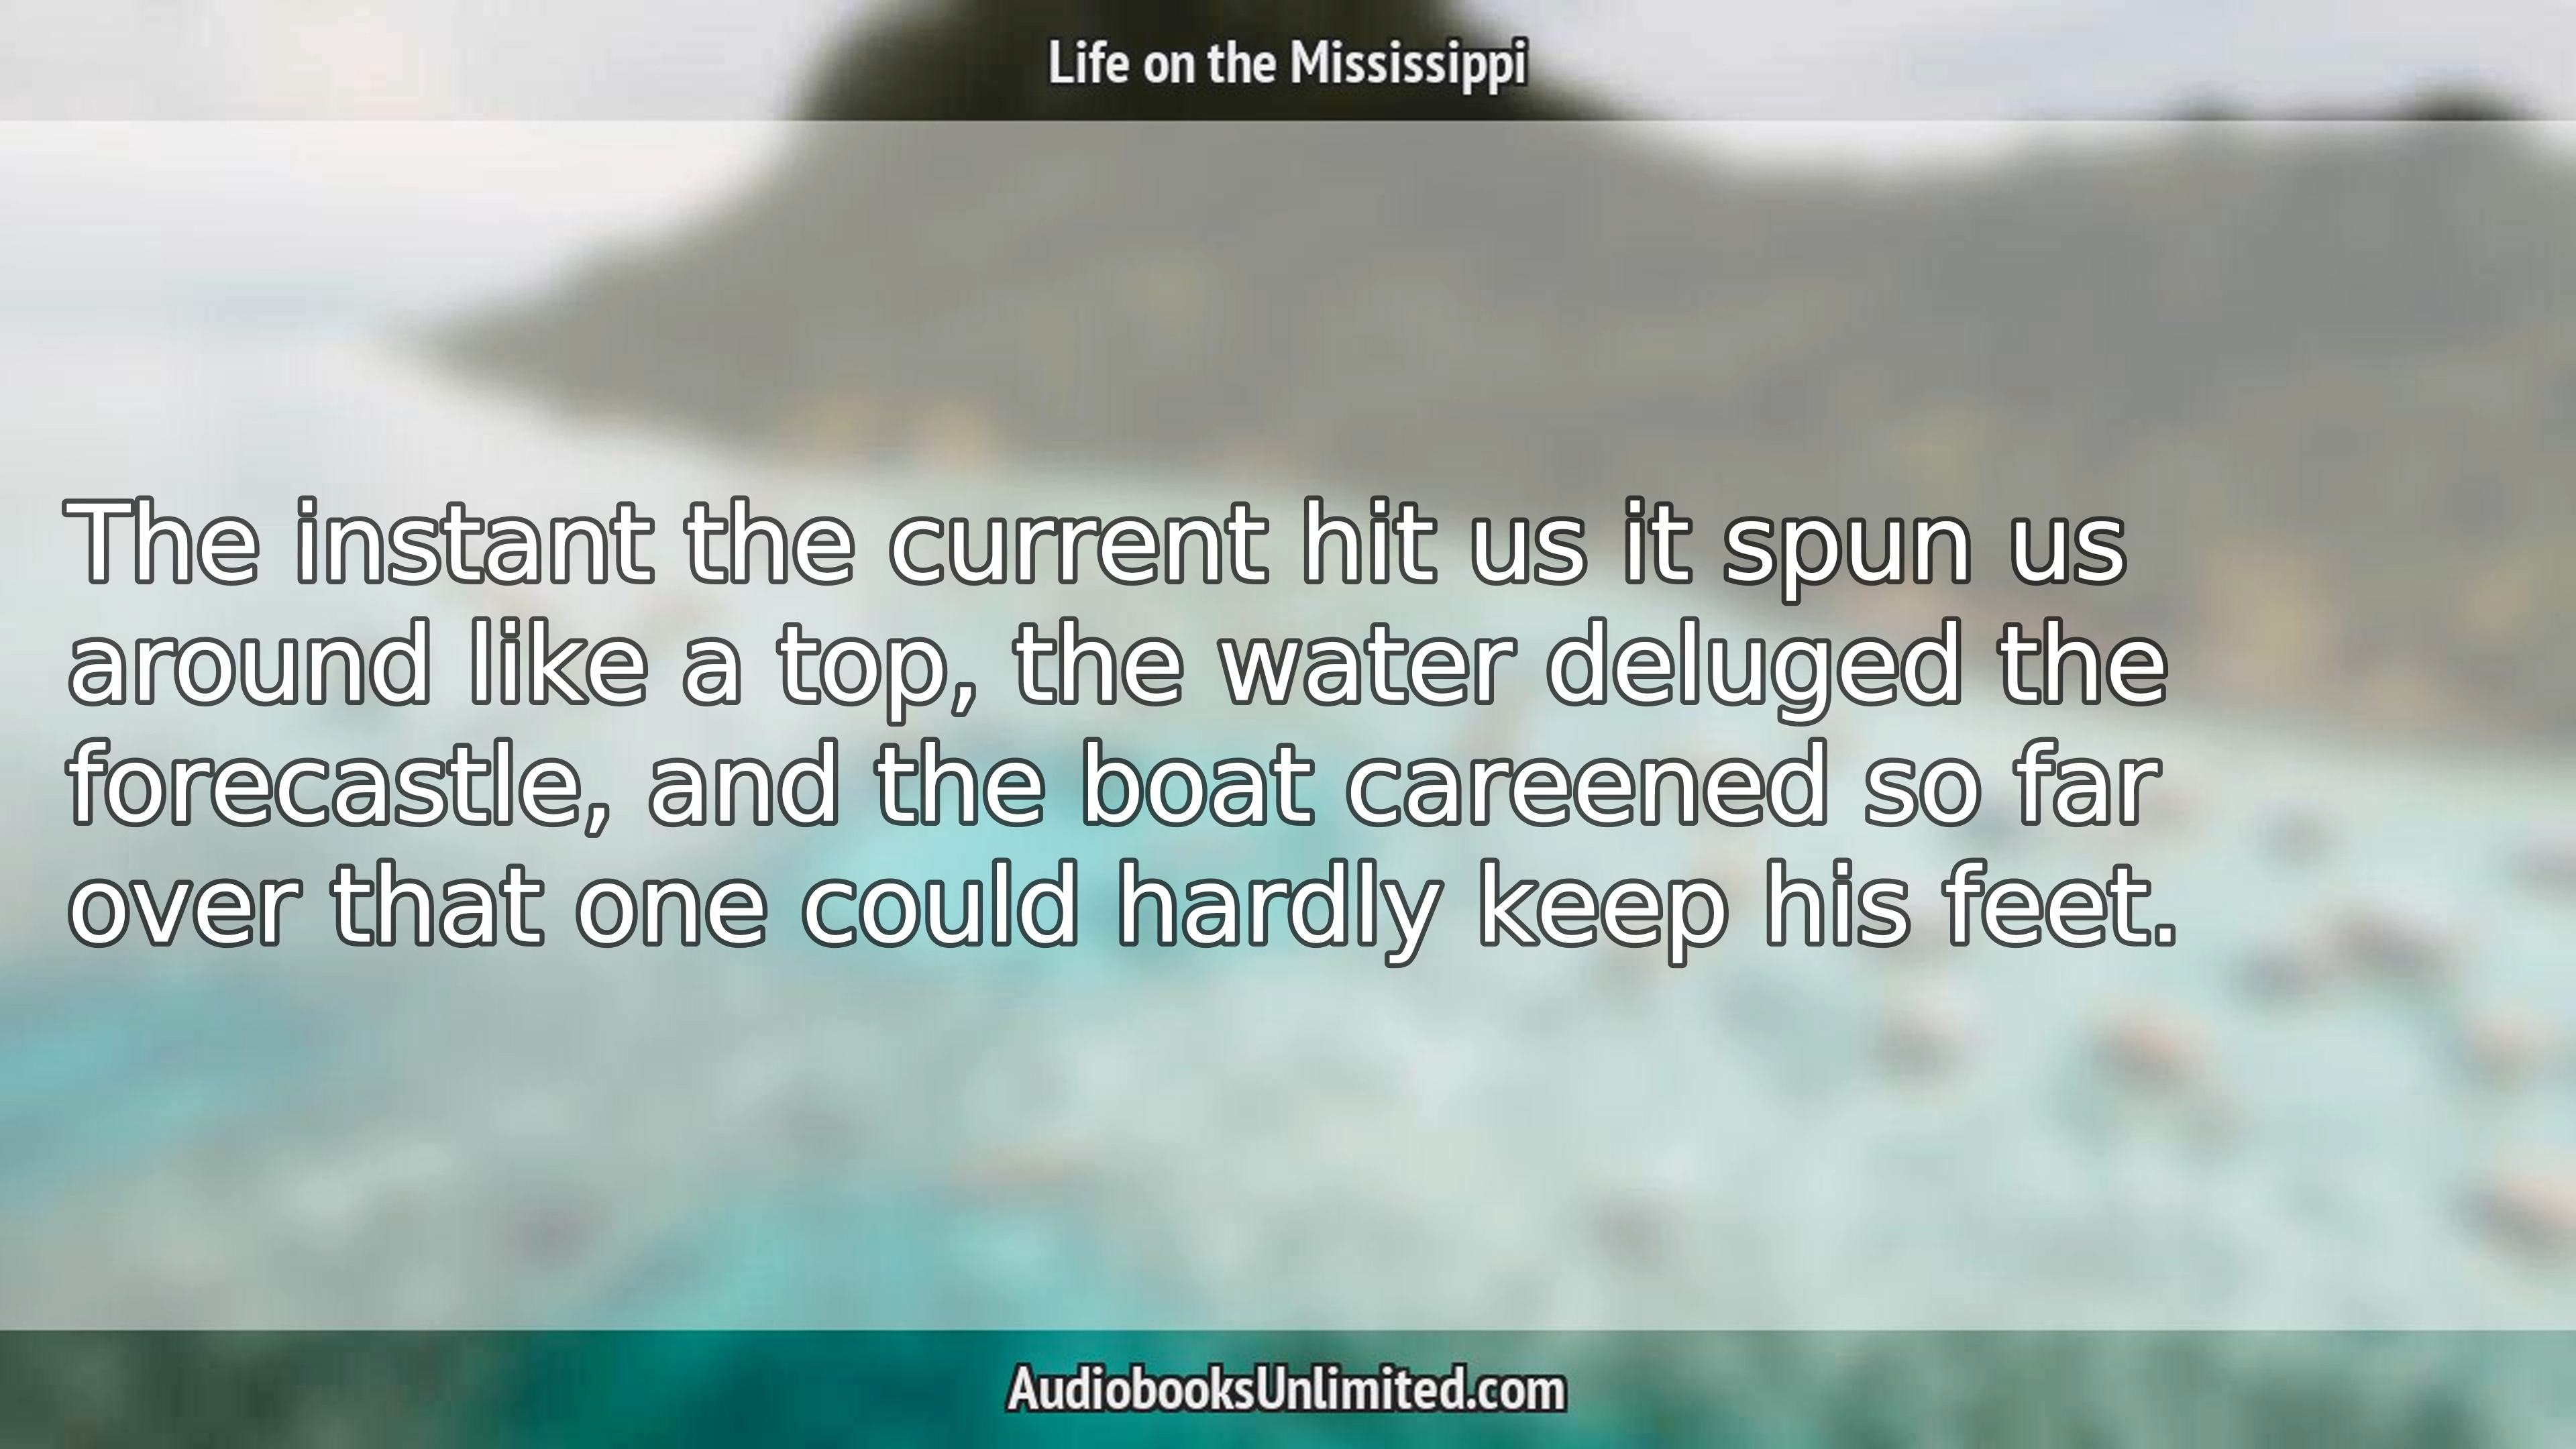 Life on the Mississippi
The instant the current hit us it spun us
around like a top, the water deluged the
forecastle, and the boat careened so far
over that one could hardly keep his feet.
AudiobooksUnlimited.com